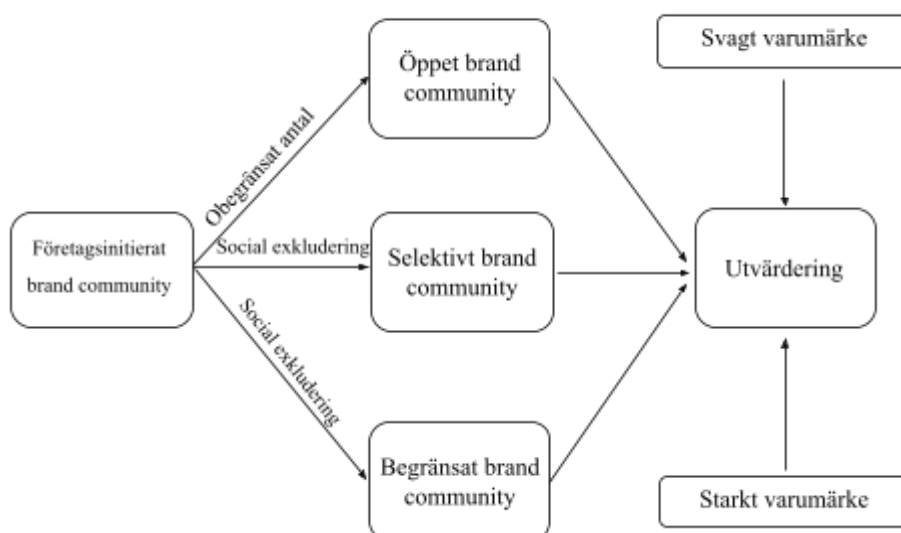 Öppet brand
community
Svagt varumärke
Obegränsat antal
Företagsinitierat
brand community
Social exkludering
Selektivt brand
community
Utvärdering
Social exkludering
Begränsat brand
community
Starkt varumärke